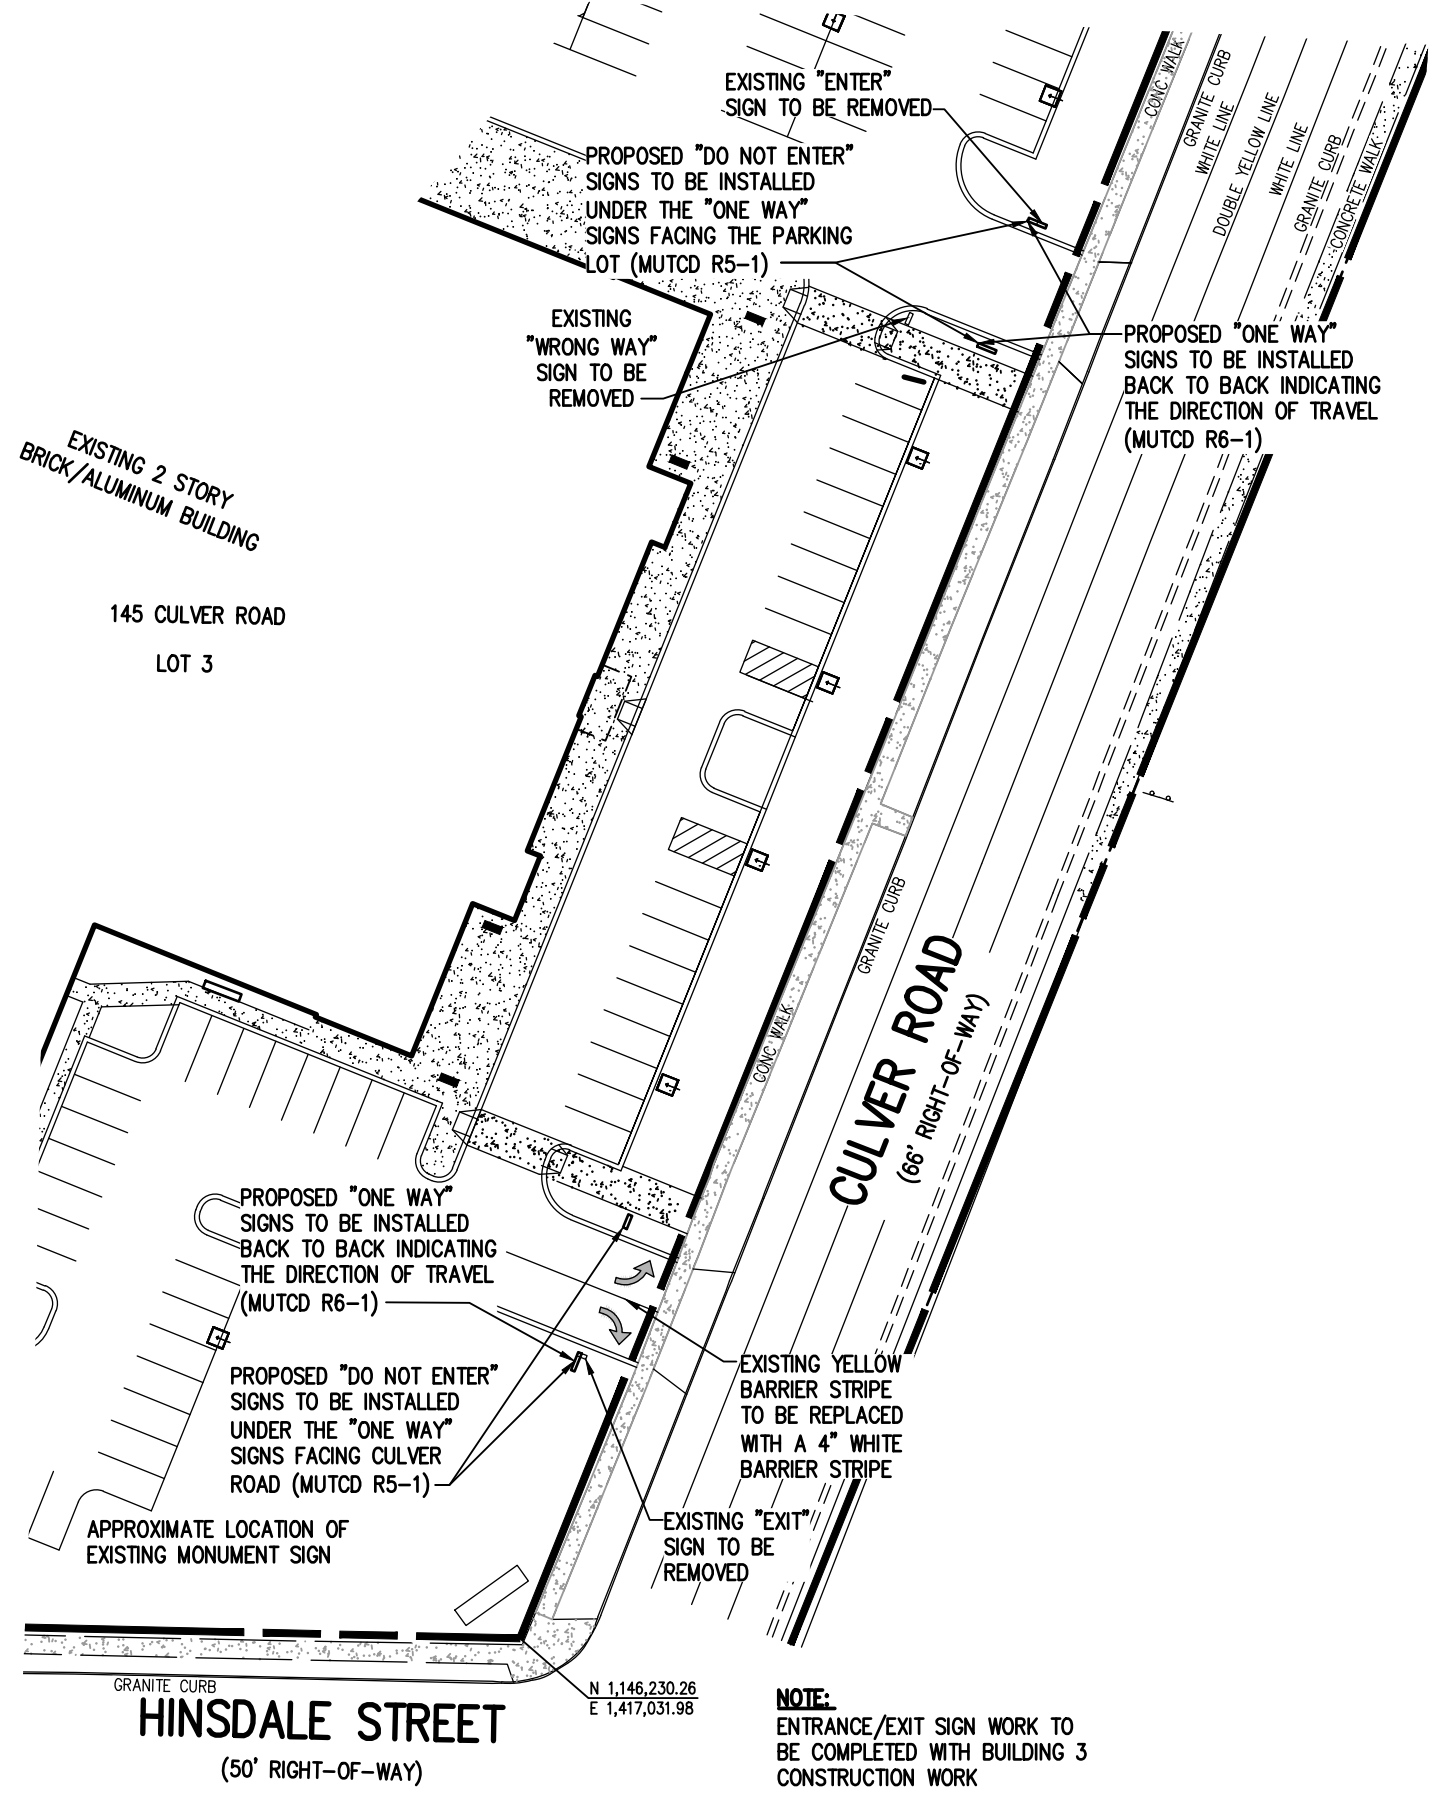 EXISTING "ENTER"
SIGN TO BE REMOVED
PROPOSED "DO NOT ENTER"
SIGNS TO BE INSTALLED
UNDER THE "ONE WAY"
SIGNS FACING THE PARKING
LOT (MUTCD R5-1)
CONC WALK
GRANITE CURB
WHITE LINE
DOUBLE YELLOW LINE
WHITE LINE
GRANITE CURB
CONCRETE WALK
EXISTING
"WRONG WAY"
SIGN TO BE
REMOVED
PROPOSED "ONE WAY"
SIGNS TO BE INSTALLED
BACK TO BACK INDICATING
THE DIRECTION OF TRAVEL
(MUTCD R6-1)
EXISTING 2 STORY
BRICK/ALUMINUM BUILDING
145 CULVER ROAD
LOT 3
GRANITE CURB
CONC WALK
CULVER ROAD
(66' RIGHT-OF-WAY)
PROPOSED "ONE WAY"
SIGNS TO BE INSTALLED
BACK TO BACK INDICATING
THE DIRECTION OF TRAVEL
(MUTCD R6-1)
PROPOSED "DO NOT ENTER"
SIGNS TO BE INSTALLED
UNDER THE "ONE WAY"
SIGNS FACING CULVER
ROAD (MUTCD R5-1)
EXISTING YELLOW
BARRIER STRIPE
TO BE REPLACED
WITH A 4" WHITE
BARRIER STRIPE
EXISTING "EXIT"
SIGN TO BE
REMOVED
APPROXIMATE LOCATION OF
EXISTING MONUMENT SIGN
GRANITE CURB
HINSDALE STREET
(50' RIGHT-OF-WAY)
N 1,146,230.26
E 1,417,031.98
NOTE:
ENTRANCE/EXIT SIGN WORK TO
BE COMPLETED WITH BUILDING 3
CONSTRUCTION WORK